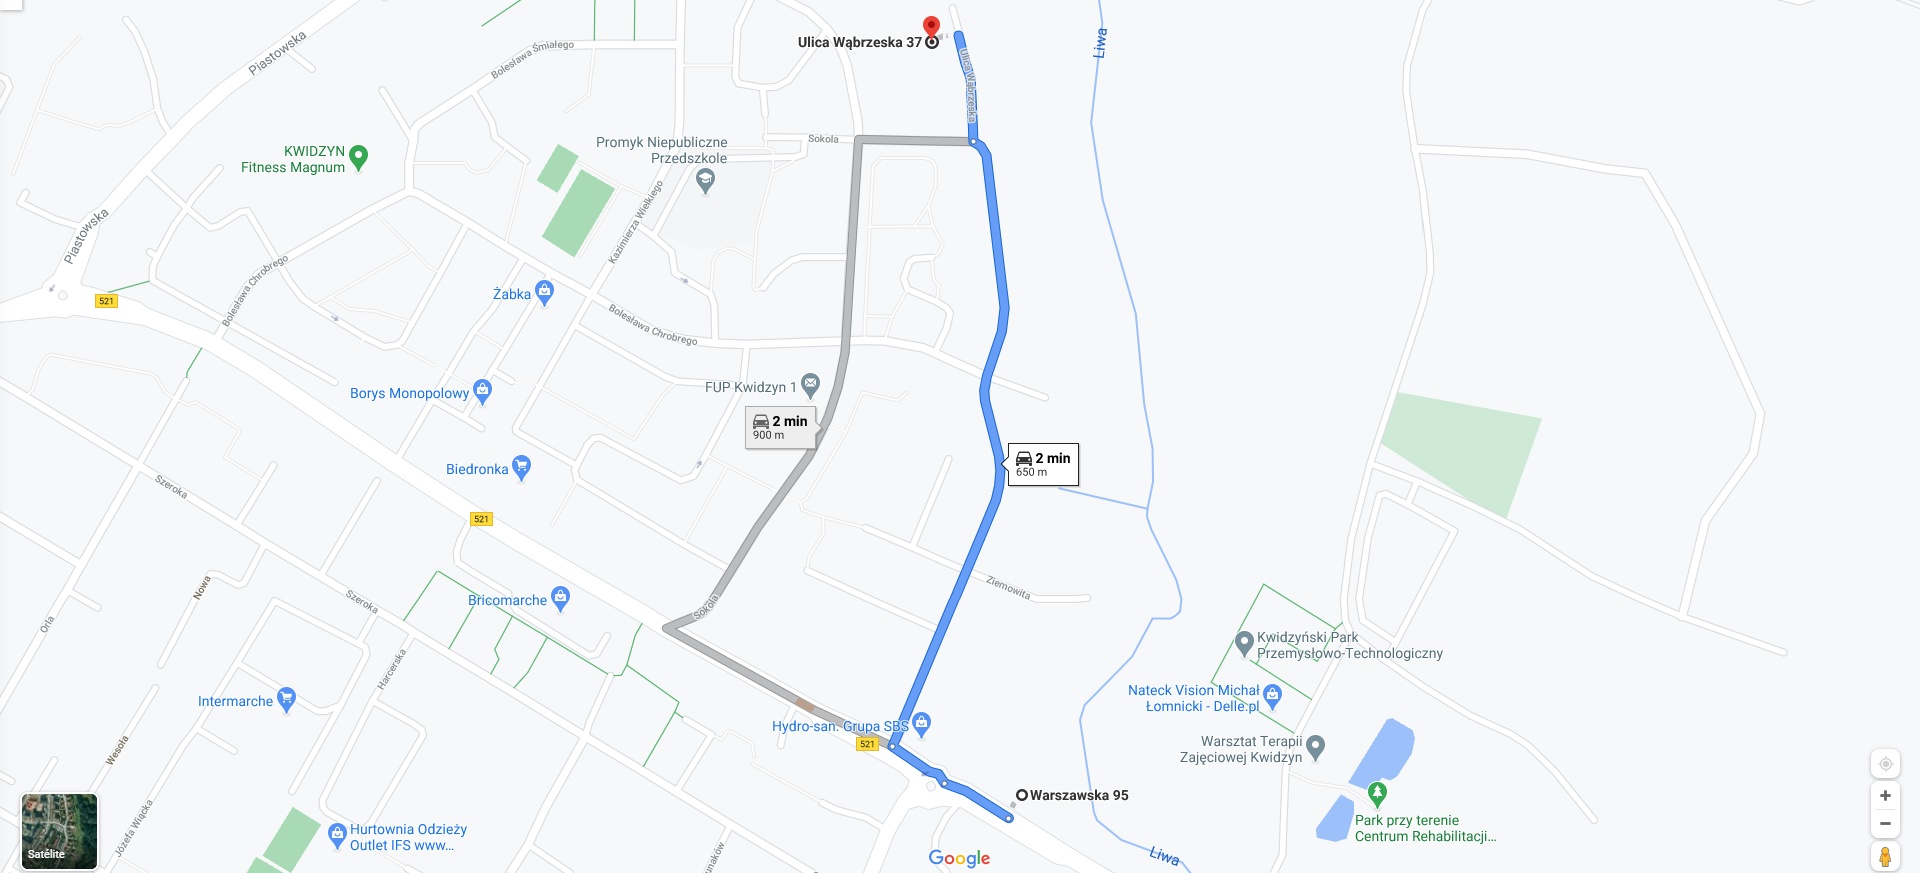 Piastowska
Bolesława Śmiałego
Ulica Wąbrzeska 37
Ulica Wąbrzeska
Liwa
Sokola
Promyk Niepubliczne
Przedszkole
KWIDZYN
Fitness Magnum
Kazimierza Wielkiego
Piastowska
Bolesława Chrobrego
521
Żabka
Bolesława Chrobrego
FUP Kwidzyn 1
Borys Monopolowy
2 min
900 m
2 min
650 m
Biedronka
Szeroka
521
Nowa
Szeroka
Bricomarche
Sokola
Ziemowita
Orla
Harcerska
Kwidzyński Park
Przemysłowo-Technologiczny
Intermarche
Nateck Vision Michał
Łomnicki - Delle.pl
Hydro-san. Grupa SBS
521
Wesoła
Warsztat Terapii
Zajęciowej Kwidzyn
Warszawska 95
Józefa Wiącka
Hurtownia Odzieży
Outlet IFS www...
Park przy terenie
Centrum Rehabilitacji...
unaków
Liwa
Satélite
Google